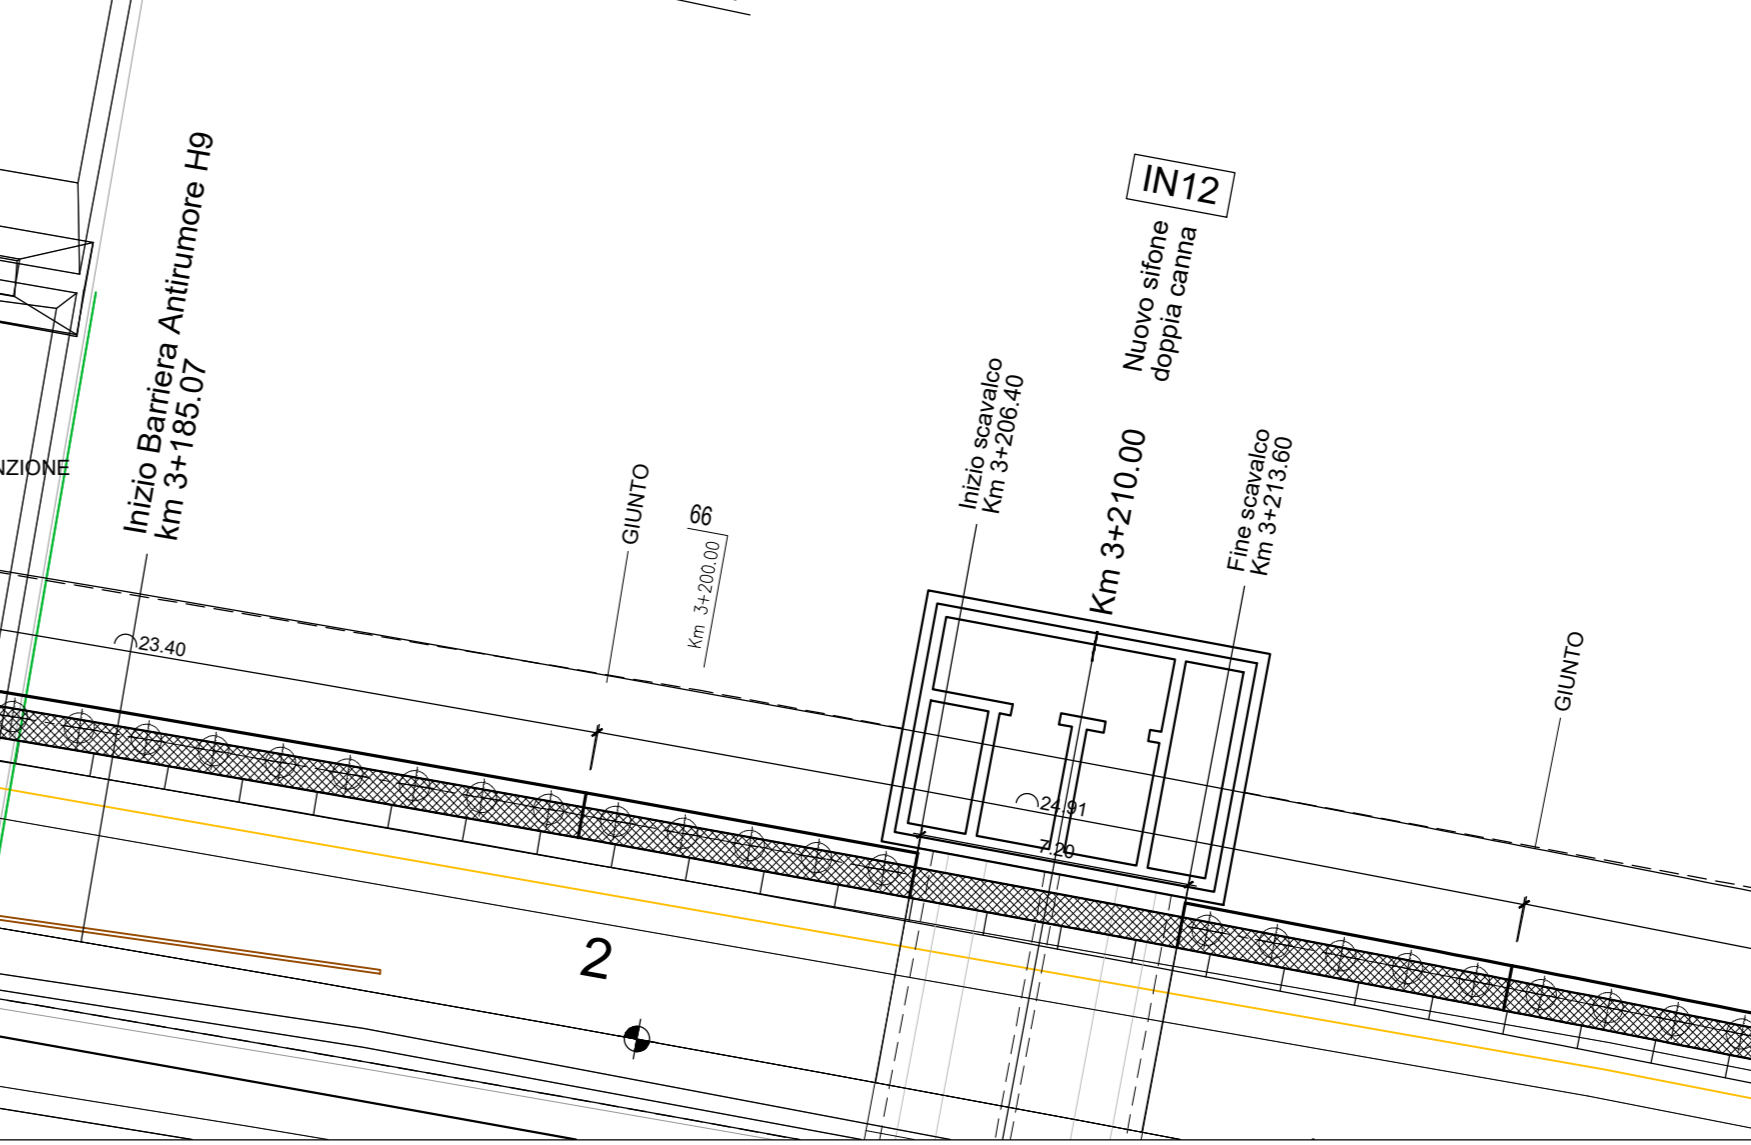 IN12
Nuovo sifone
doppia canna
Inizio Barriera Antirumore H9
km 3+185.07
NZIONE
GIUNTO
66
Km 3+200.00
Inizio scavalco
Km 3+206.40
Km 3+210.00
Fine scavalco
Km 3+213.60
GIUNTO
23.40
24.91
7.20
2